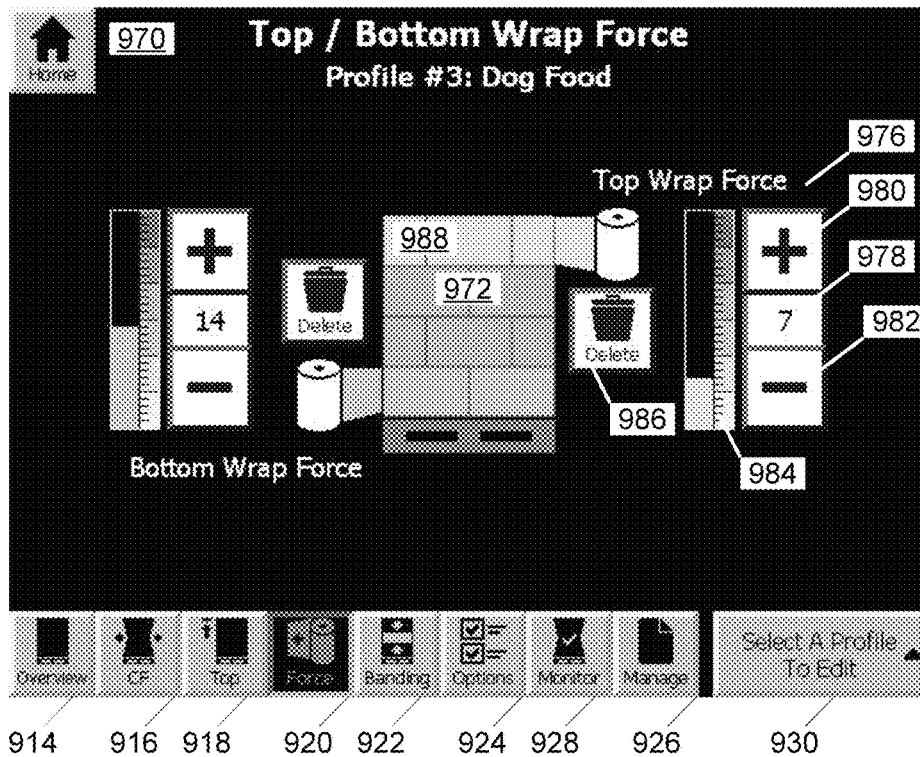 Home
970
Top / Bottom Wrap Force
Profile #3: Dog Food
976
Top Wrap Force
980
988
978
972
Delete
14
7
982
Delete
986
984
Bottom Wrap Force
Overview
CF
Top
Force
Banding
Options
Monitor
Manage
Select A Profile
To Edit
914
916
918
920
922
924
928
926
930